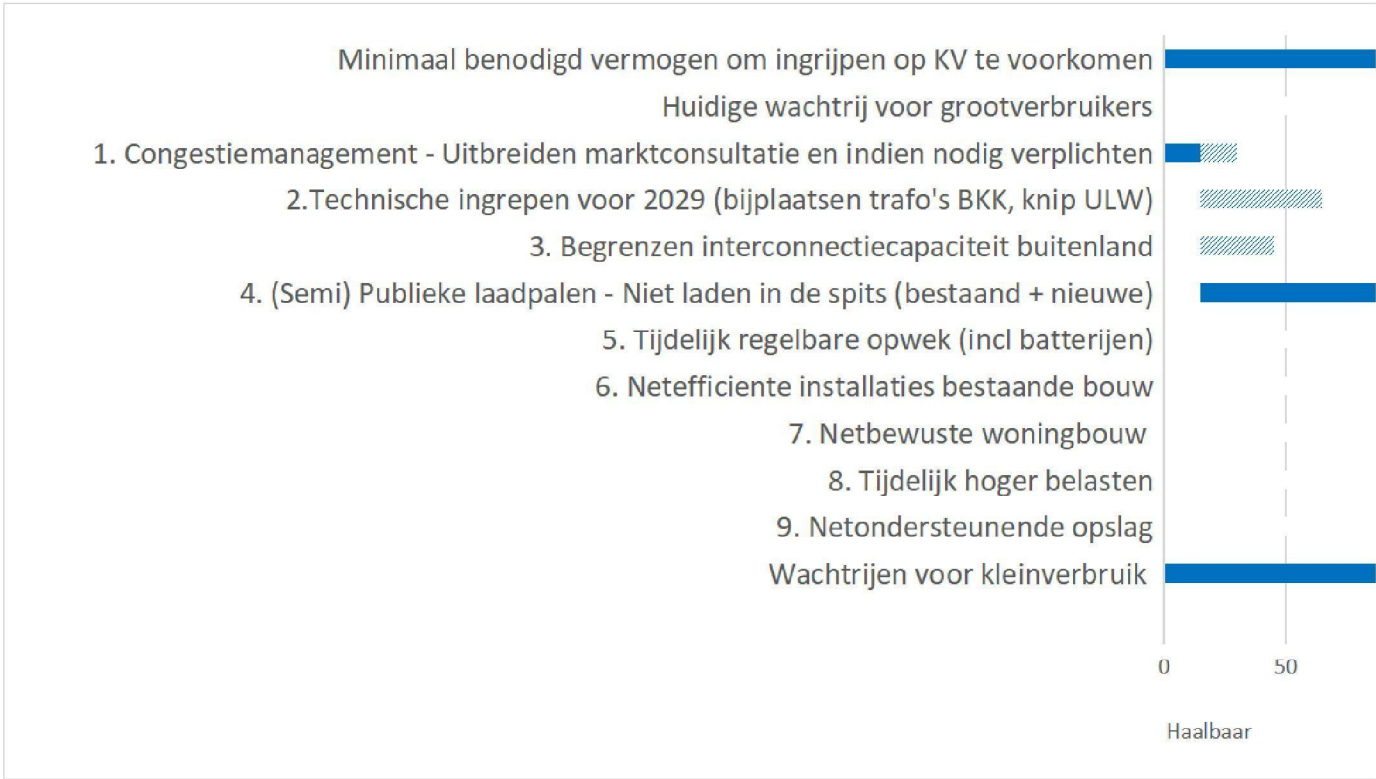 Minimaal benodigd vermogen om ingrijpen op KV te voorkomen
Huidige wachtrij voor grootverbruikers
1. Congestiemanagement - Uitbreiden marktconsultatie en indien nodig verplichten
2.Technische ingrepen voor 2029 (bijplaatsen trafo's BKK, knip ULW)
3. Begrenzen interconnectiecapaciteit buitenland
4. (Semi) Publieke laadpalen - Niet laden in de spits (bestaand + nieuwe)
5. Tijdelijk regelbare opwek (incl batterijen)
6. Netefficiente installaties bestaande bouw
7. Netbewuste woningbouw
8. Tijdelijk hoger belasten
9. Netondersteunende opslag
Wachtrijen voor kleinverbruik
0 50
Haalbaar